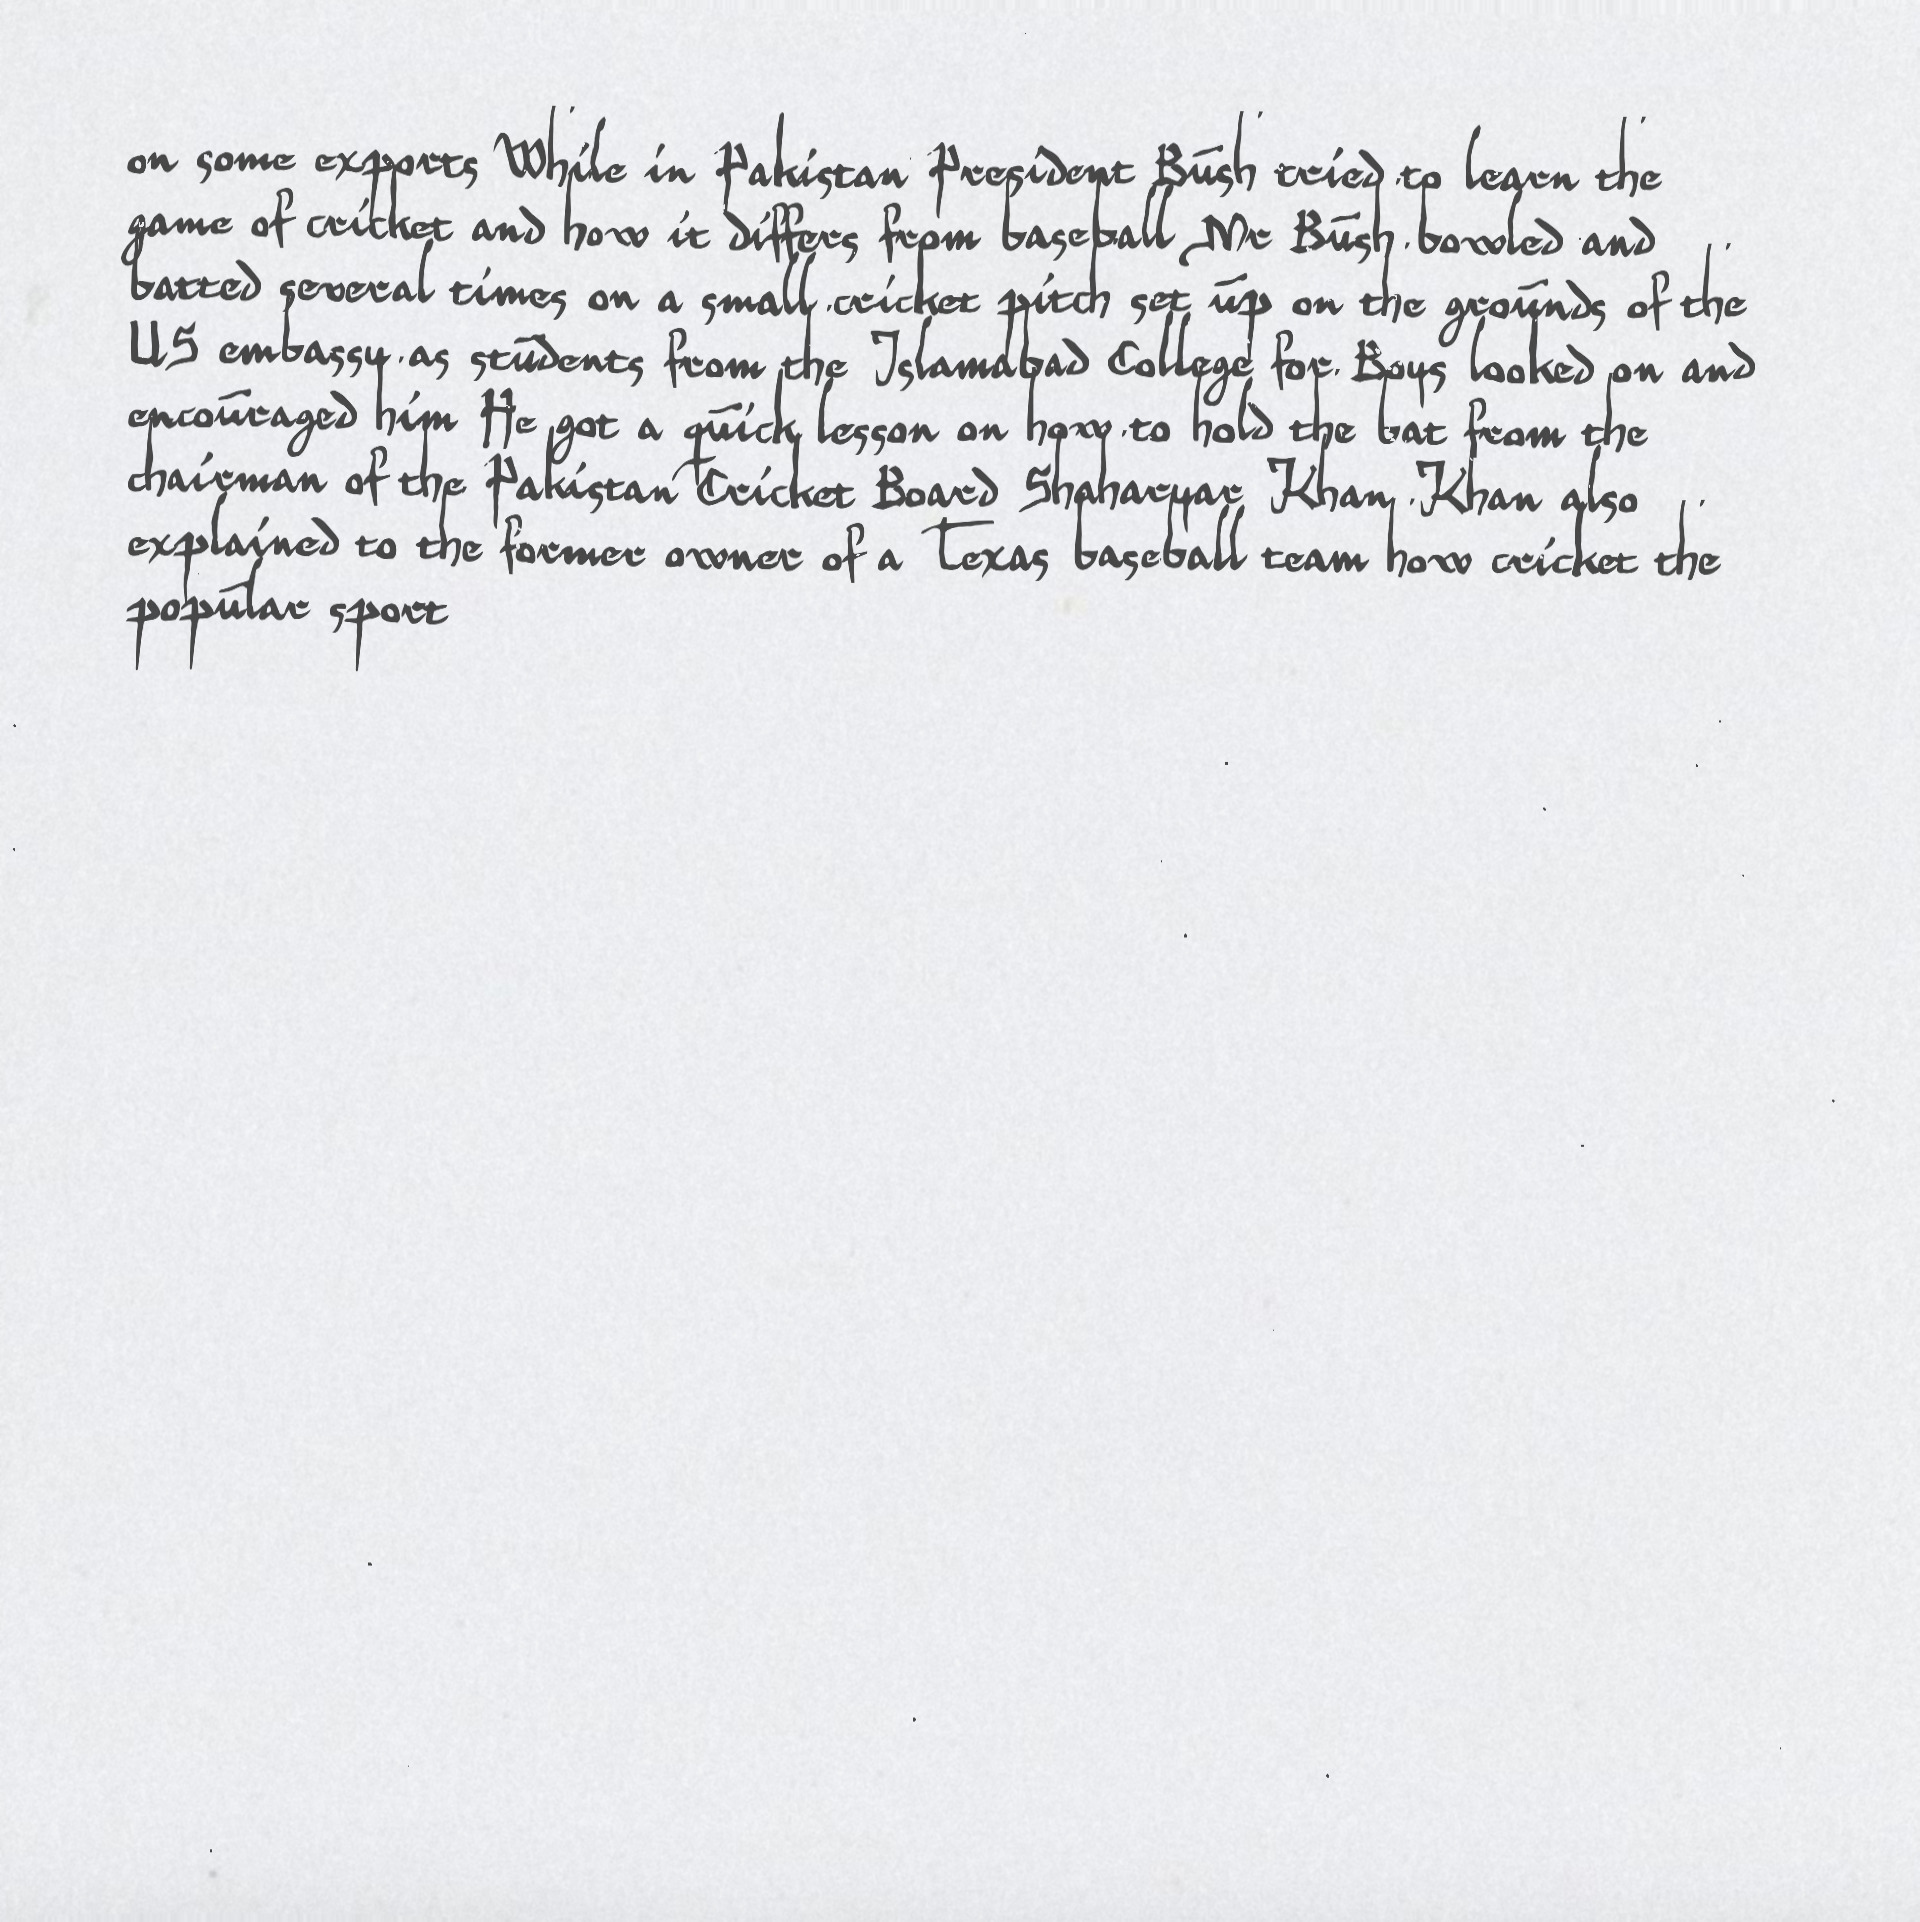 on some exports While in Pakistan President Bush tried to learn the
game of cricket and how it differs from baseball Mr Bush bowled and
batted several times on a small cricket pitch set up on the grounds of the
US embassy as students from the Islamabad College for Boys looked on and
encouraged him He got a quick lesson on how to hold the bat from the
chairman of the Pakistan Cricket Board Shaharyar Khan Khan also
explained to the former owner of a Texas baseball team how cricket the
popular sport